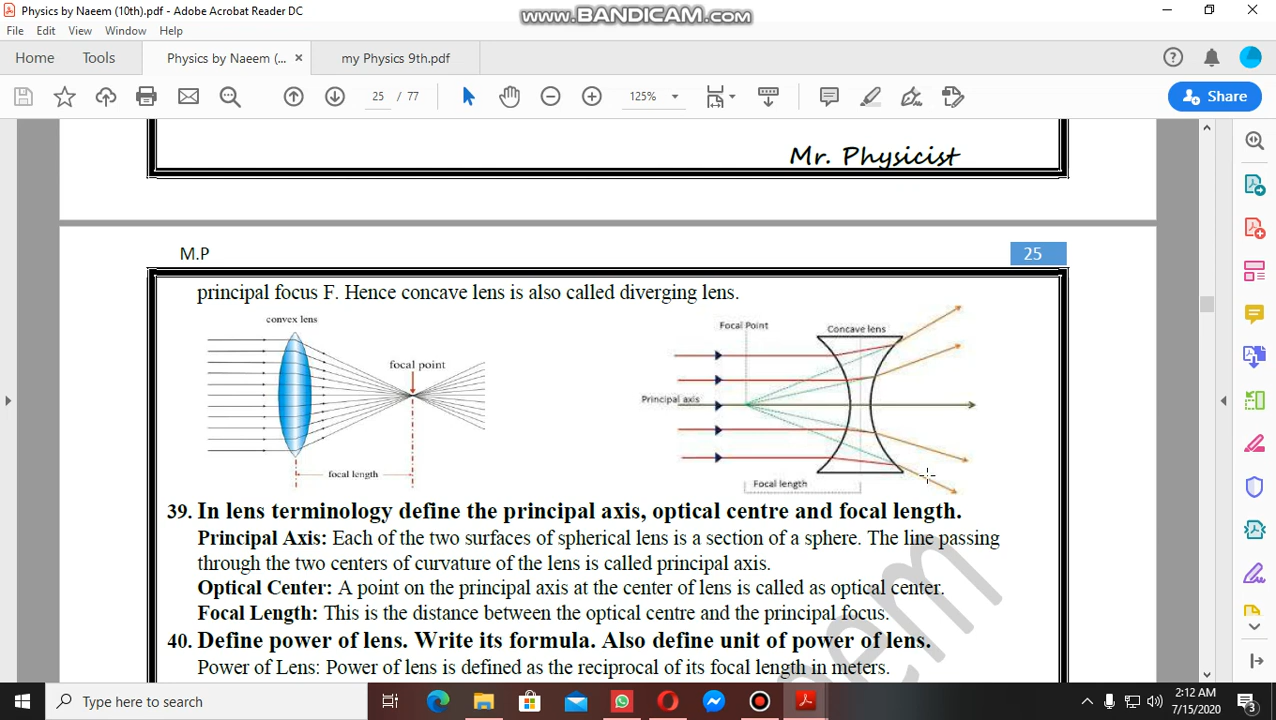 Physics by Naeem (10th).pdf - Adobe Acrobat Reader DC
www.BANDICAM.com
File Edit View Window Help
Home Tools Physics by Naeem (... × my Physics 9th.pdf
25 / 77 125% Share
Mr. Physicist
M.P 25
principal focus F. Hence concave lens is also called diverging lens.
convex lens
focal point
focal length
Focal Point
Concave lens
Principal axis
Focal length
39. In lens terminology define the principal axis, optical centre and focal length.
Principal Axis: Each of the two surfaces of spherical lens is a section of a sphere. The line passing
through the two centers of curvature of the lens is called principal axis.
Optical Center: A point on the principal axis at the center of lens is called as optical center.
Focal Length: This is the distance between the optical centre and the principal focus.
40. Define power of lens. Write its formula. Also define unit of power of lens.
Power of Lens: Power of lens is defined as the reciprocal of its focal length in meters.
Type here to search
2:12 AM
7/15/2020
3